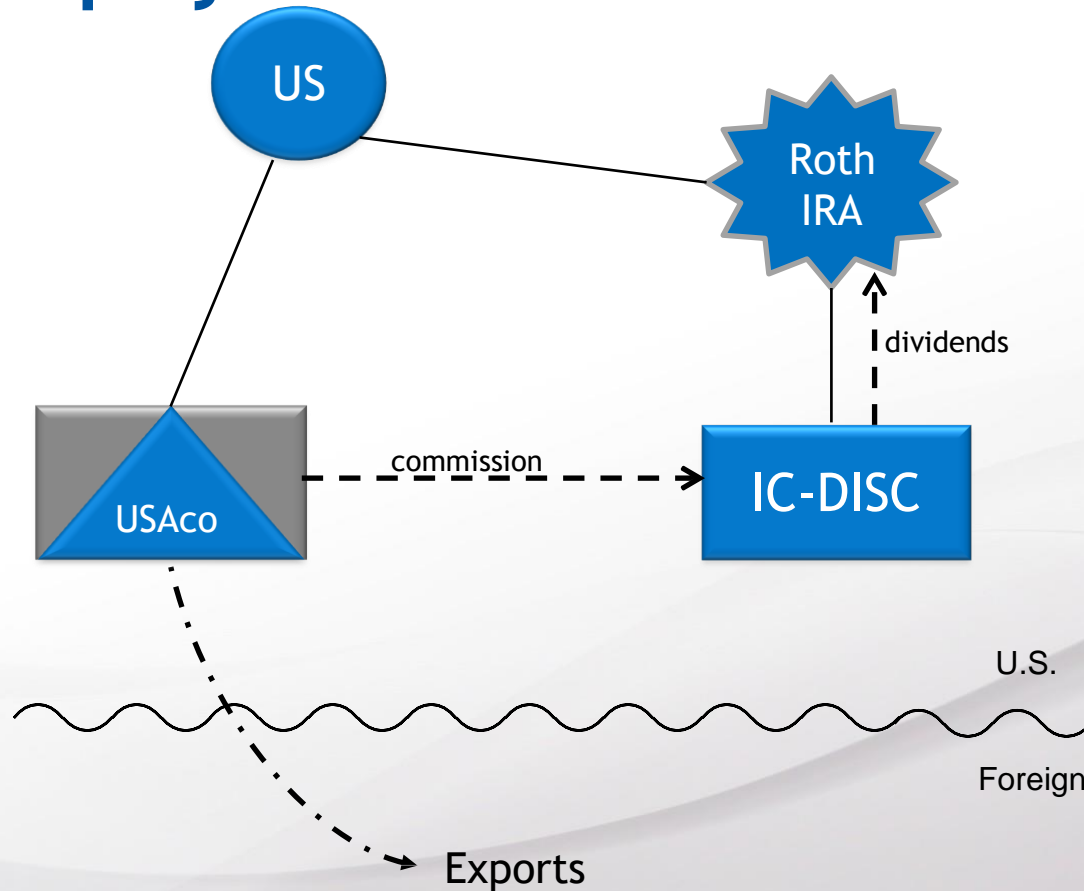 US
Roth
IRA
dividends
commission
IC-DISC
USAco
U.S.
Foreign
Exports